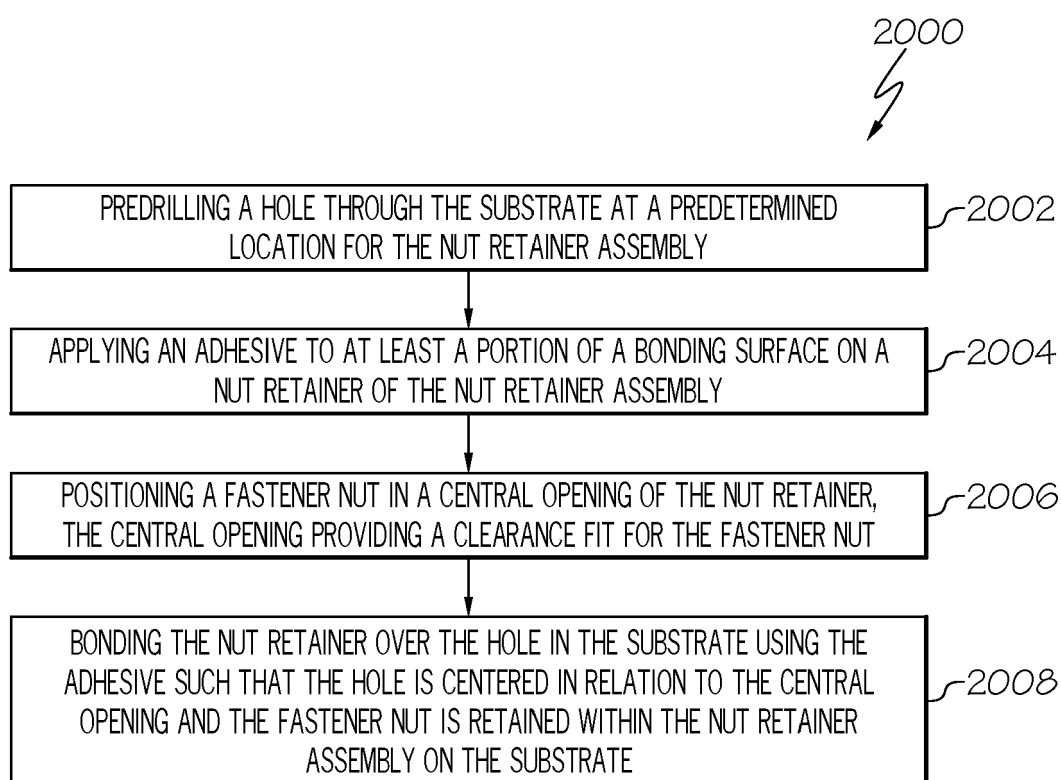 2000
PREDRILLING A HOLE THROUGH THE SUBSTRATE AT A PREDETERMINED
LOCATION FOR THE NUT RETAINER ASSEMBLY
2002
APPLYING AN ADHESIVE TO AT LEAST A PORTION OF A BONDING SURFACE ON A
NUT RETAINER OF THE NUT RETAINER ASSEMBLY
2004
POSITIONING A FASTENER NUT IN A CENTRAL OPENING OF THE NUT RETAINER,
THE CENTRAL OPENING PROVIDING A CLEARANCE FIT FOR THE FASTENER NUT
2006
BONDING THE NUT RETAINER OVER THE HOLE IN THE SUBSTRATE USING THE
ADHESIVE SUCH THAT THE HOLE IS CENTERED IN RELATION TO THE CENTRAL
OPENING AND THE FASTENER NUT IS RETAINED WITHIN THE NUT RETAINER
ASSEMBLY ON THE SUBSTRATE
2008